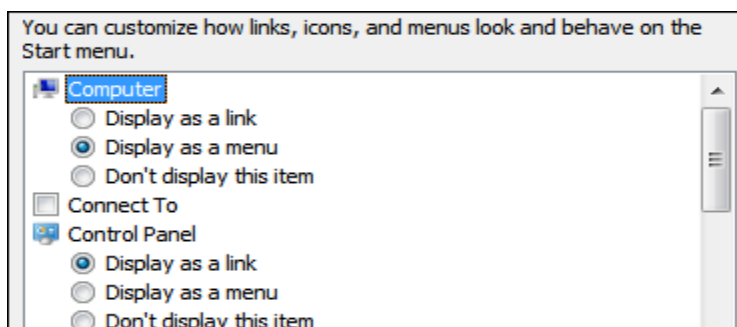 You can customize how links, icons, and menus look and behave on the
Start menu.
Computer
Display as a link
Display as a menu
Don't display this item
Connect To
Control Panel
Display as a link
Display as a menu
Don't display this item